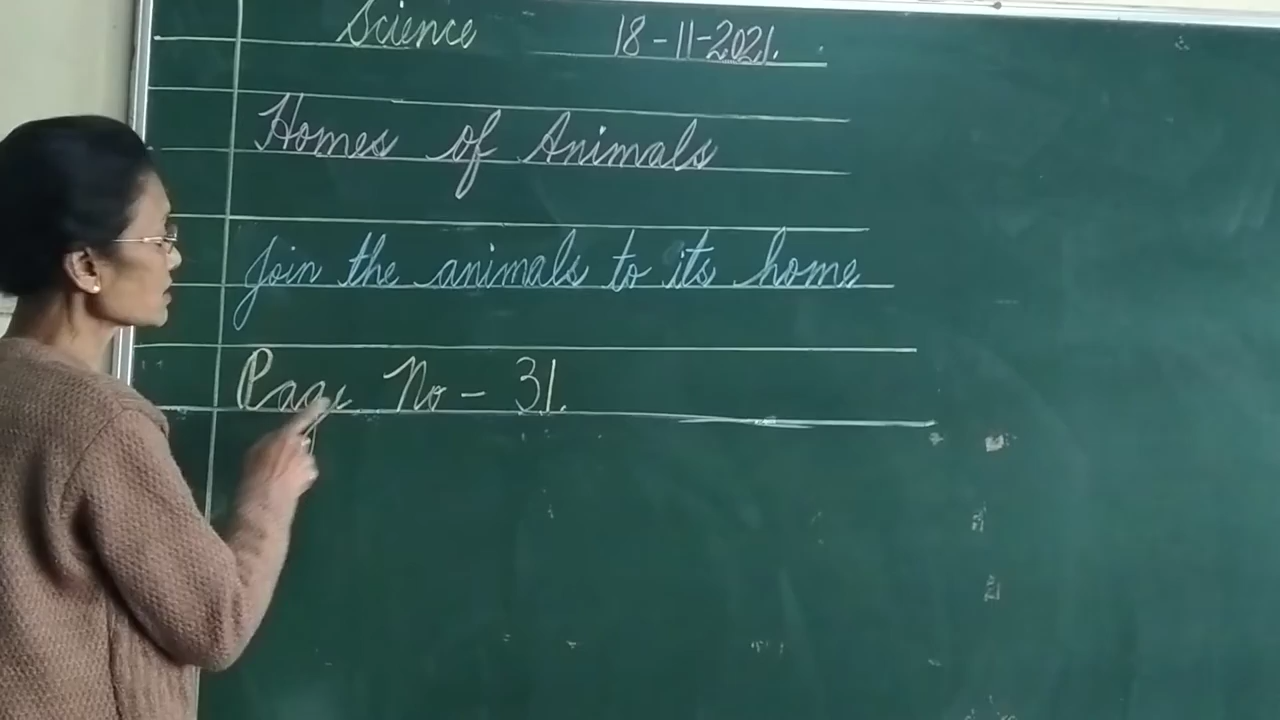 Science 18-11-2021.
Homes of Animals
Join the animals to its home
Page No - 31.